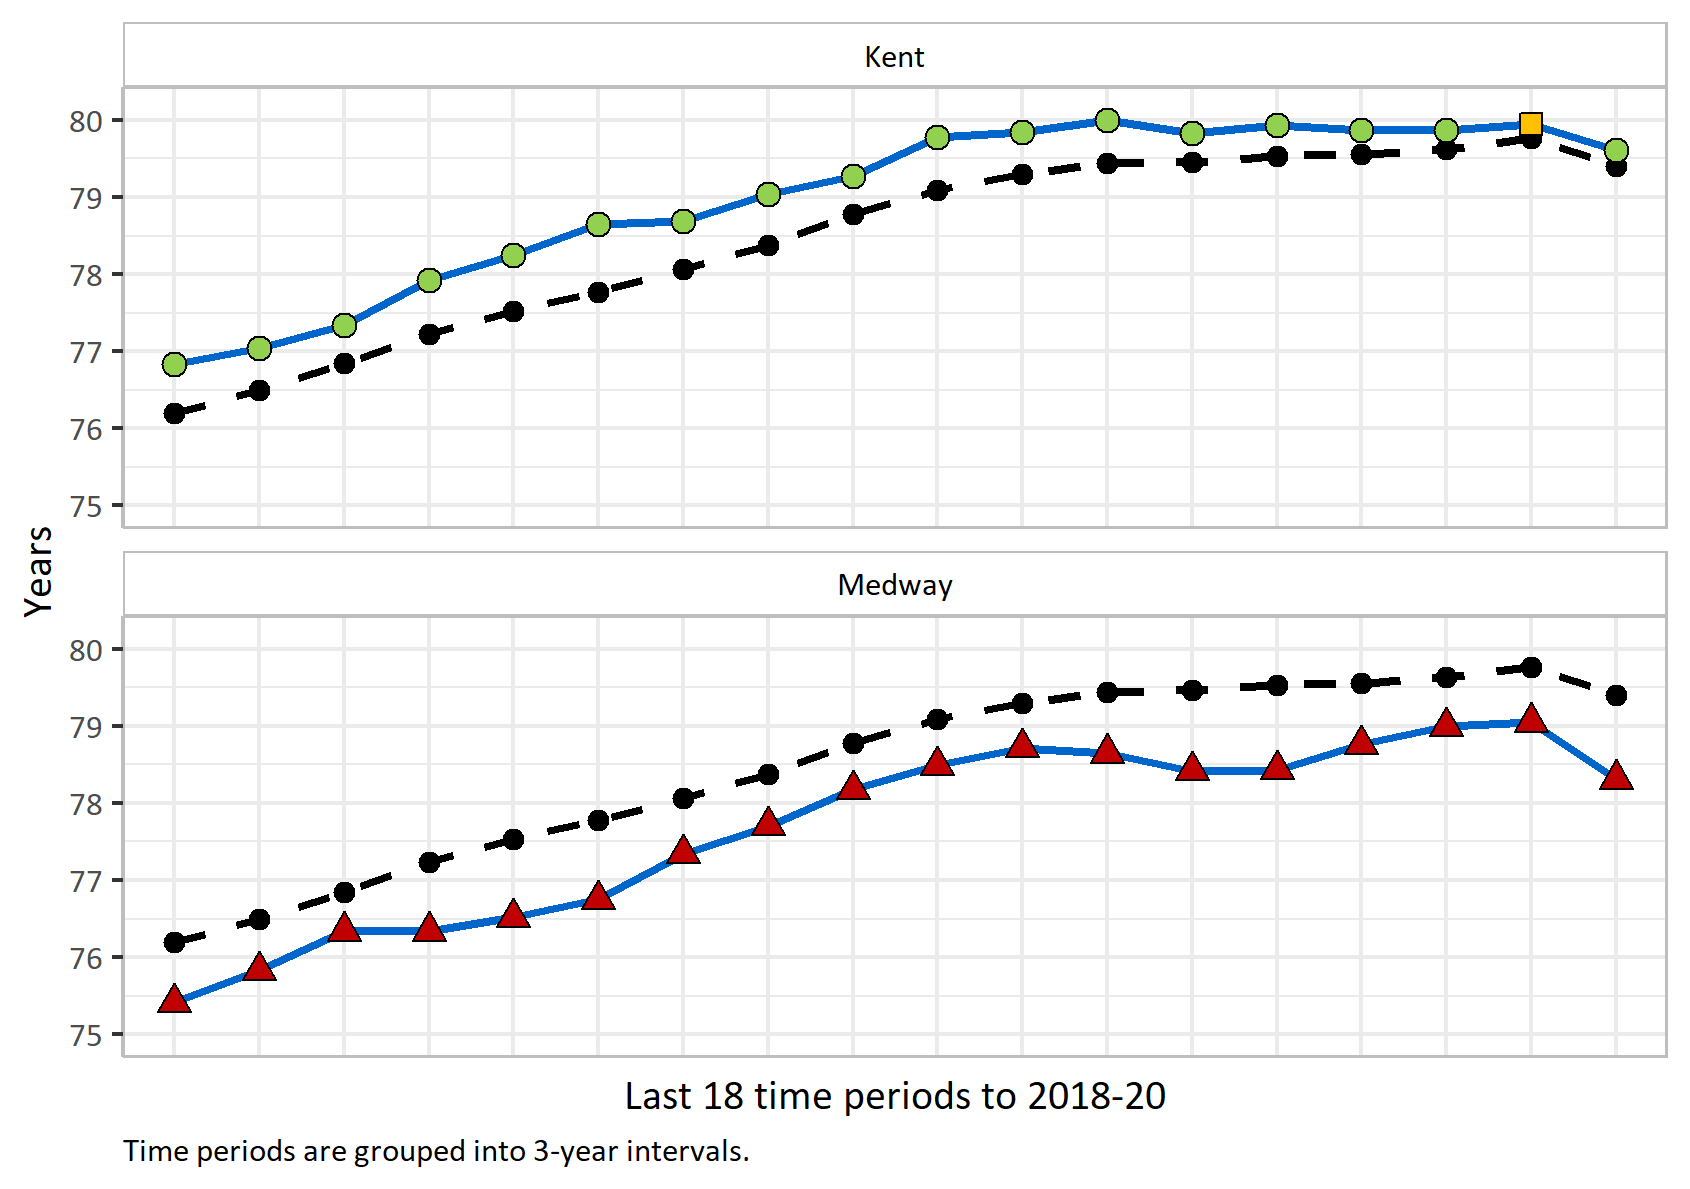 Kent
80
79
78
77
76
75
Years
Medway
80
79
78
77
76
75
Last 18 time periods to 2018-20
Time periods are grouped into 3-year intervals.